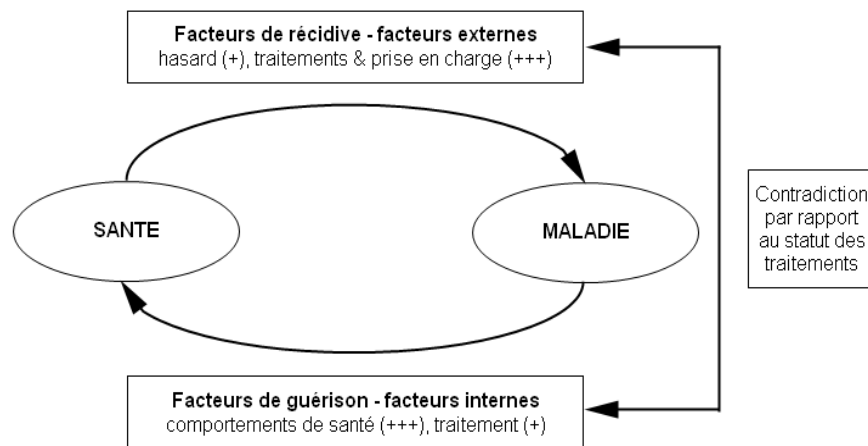 Facteurs de récidive - facteurs externes
hasard (+), traitements & prise en charge (+++)
SANTE
MALADIE
Contradiction
par rapport
au statut des
traitements
Facteurs de guérison - facteurs internes
comportements de santé (+++), traitement (+)